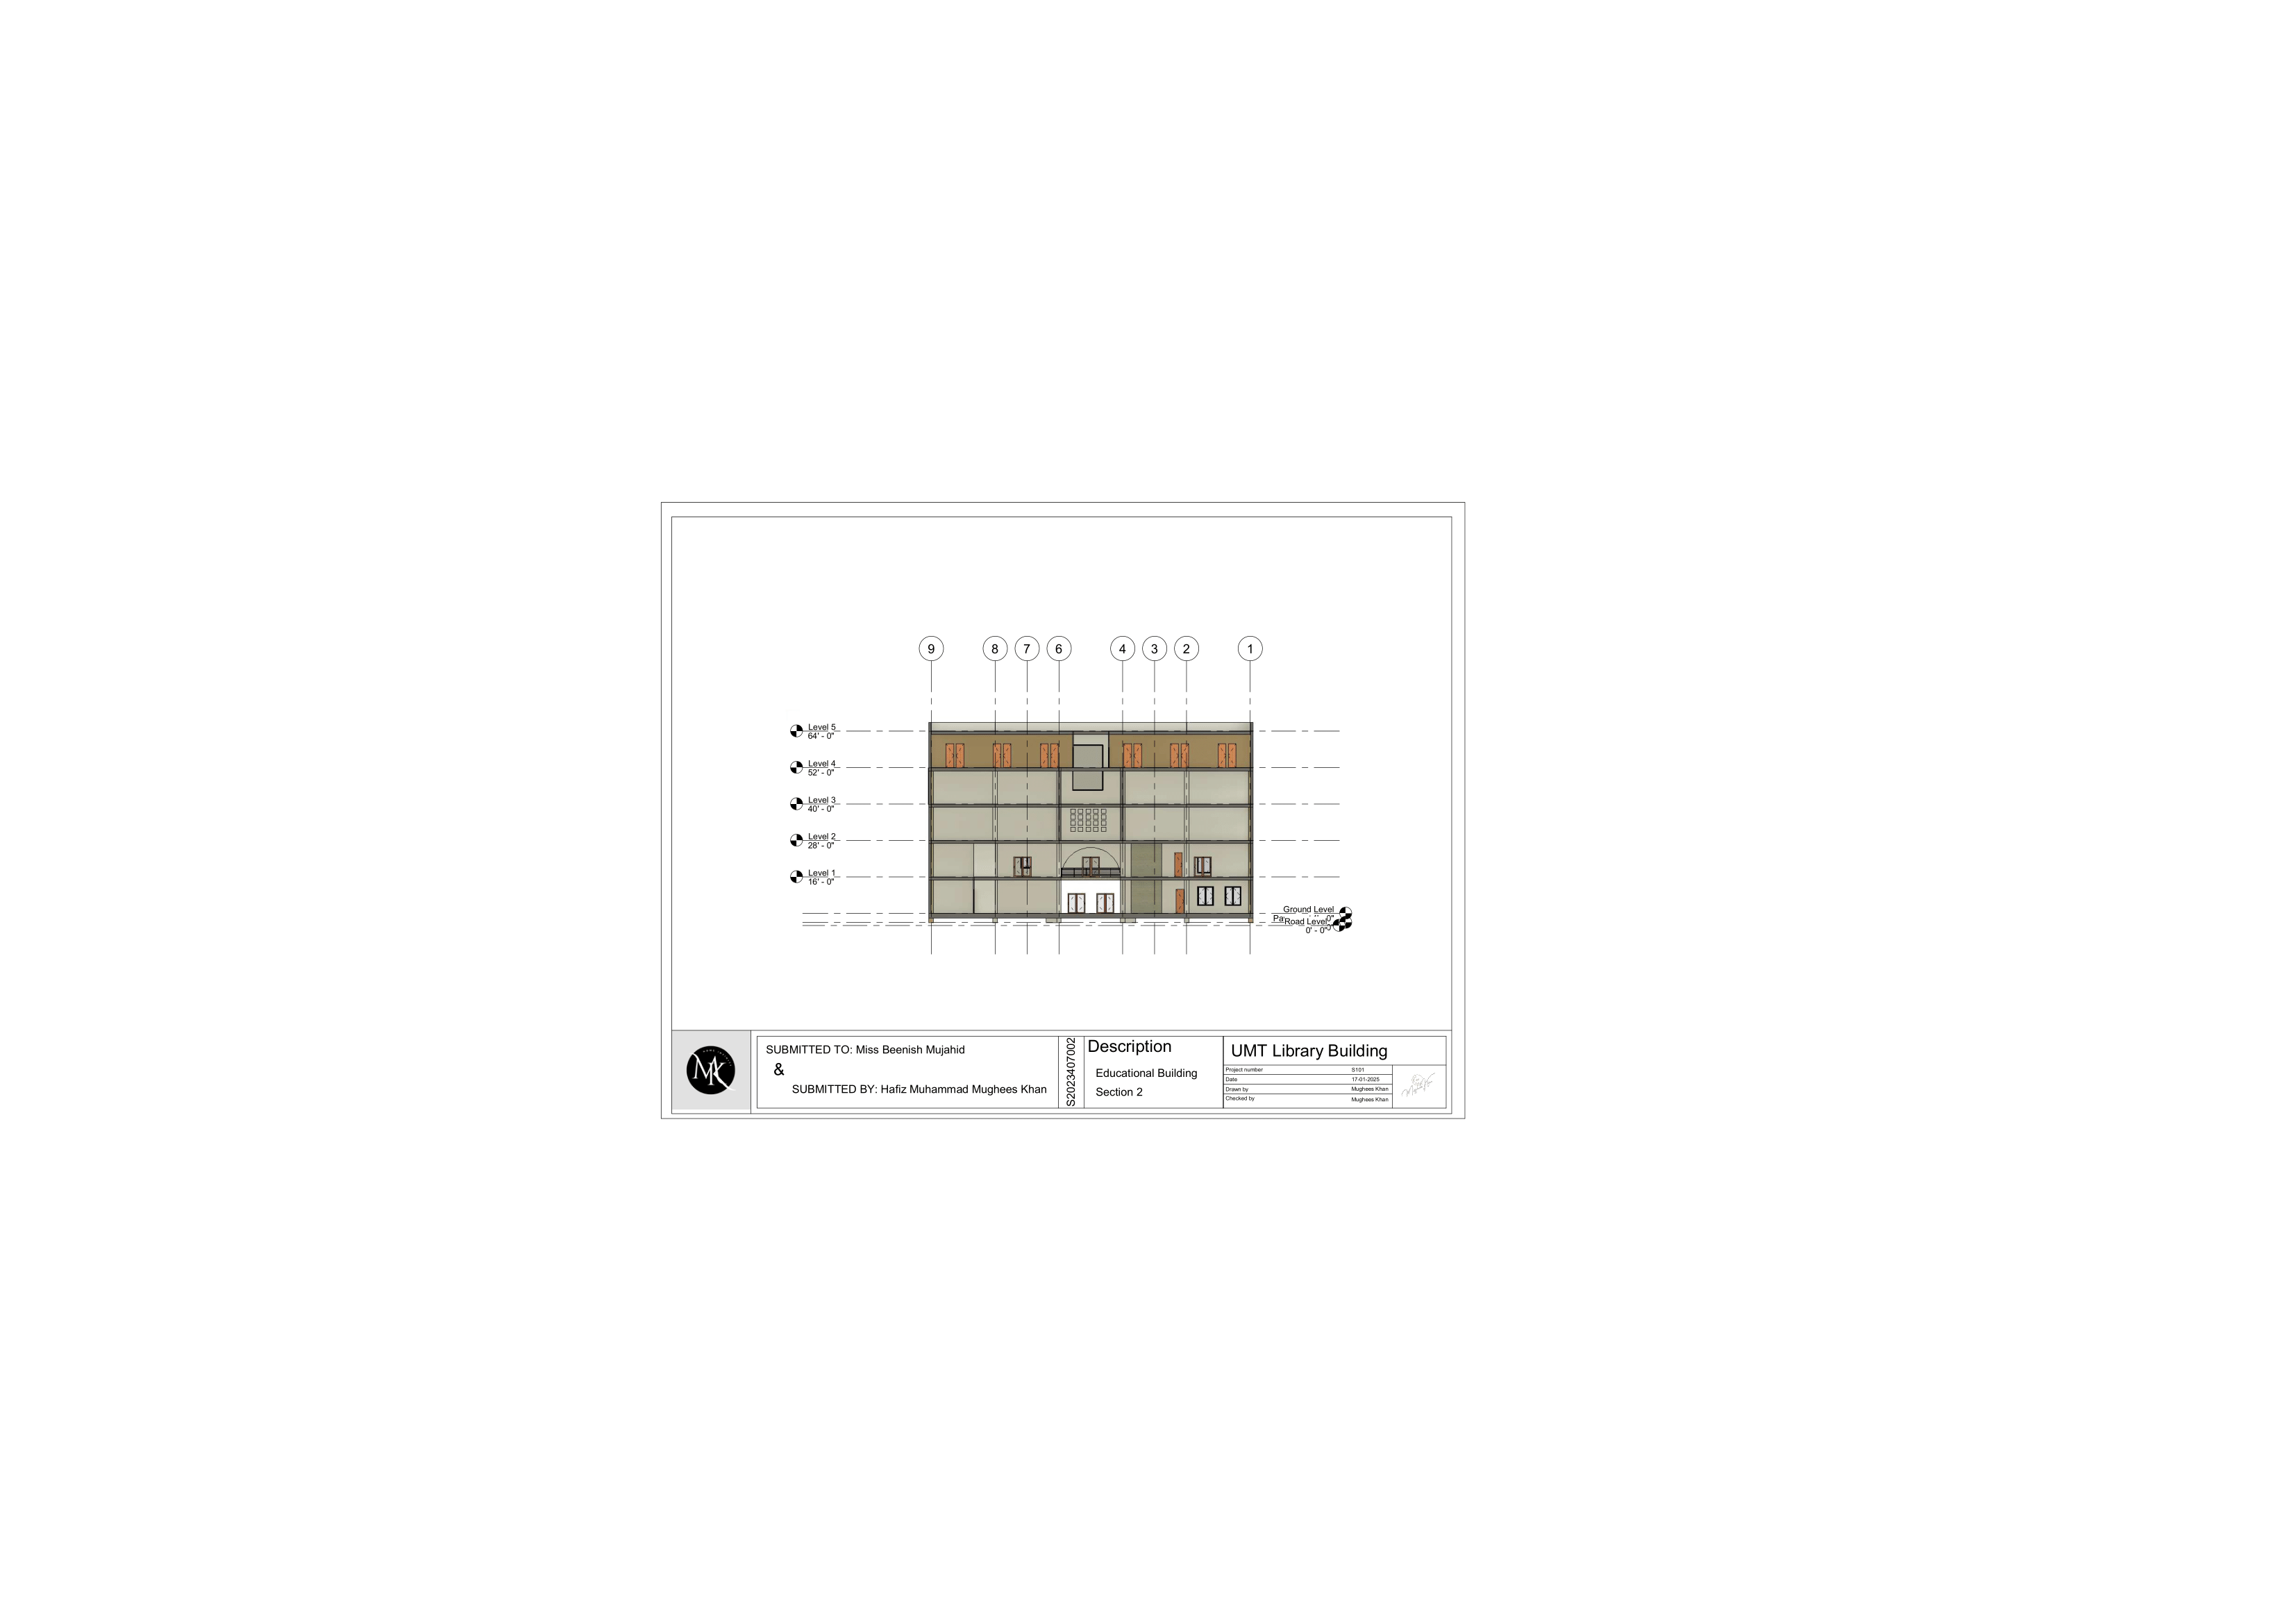 9 8 7 6 4 3 2 1
Level 5
64' - 0"
Level 4
52' - 0"
Level 3
40' - 0"
Level 2
28' - 0"
Level 1
16' - 0"
Ground Level
Road Level
0' - 0"
MK
SUBMITTED TO: Miss Beenish Mujahid
&
SUBMITTED BY: Hafiz Muhammad Mughees Khan
S2023407002
Description
Educational Building
Section 2
UMT Library Building
Project number S101
Date 17-01-2025
Drawn by Mughees Khan
Checked by Mughees Khan